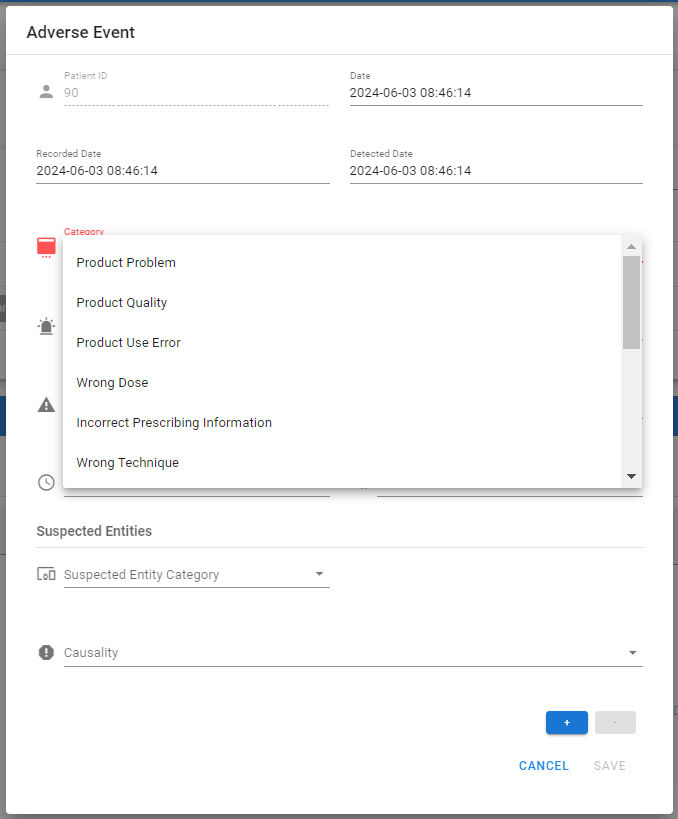 Adverse Event
Patient ID
90
Date
2024-06-03 08:46:14
Recorded Date
2024-06-03 08:46:14
Detected Date
2024-06-03 08:46:14
Category
Product Problem
Product Quality
Product Use Error
Wrong Dose
Incorrect Prescribing Information
Wrong Technique
Suspected Entities
Suspected Entity Category
Causality
+
-
CANCEL
SAVE